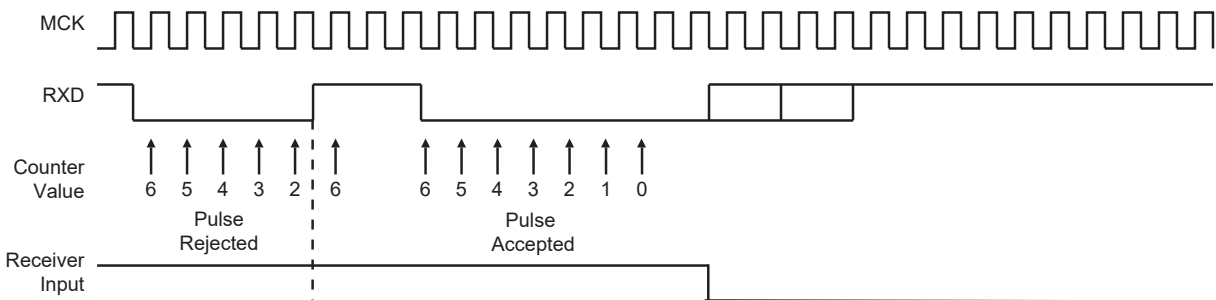 MCK
RXD
Counter
Value
6 5 4 3 2 6 6 5 4 3 2 1 0
Pulse
Rejected
Pulse
Accepted
Receiver
Input